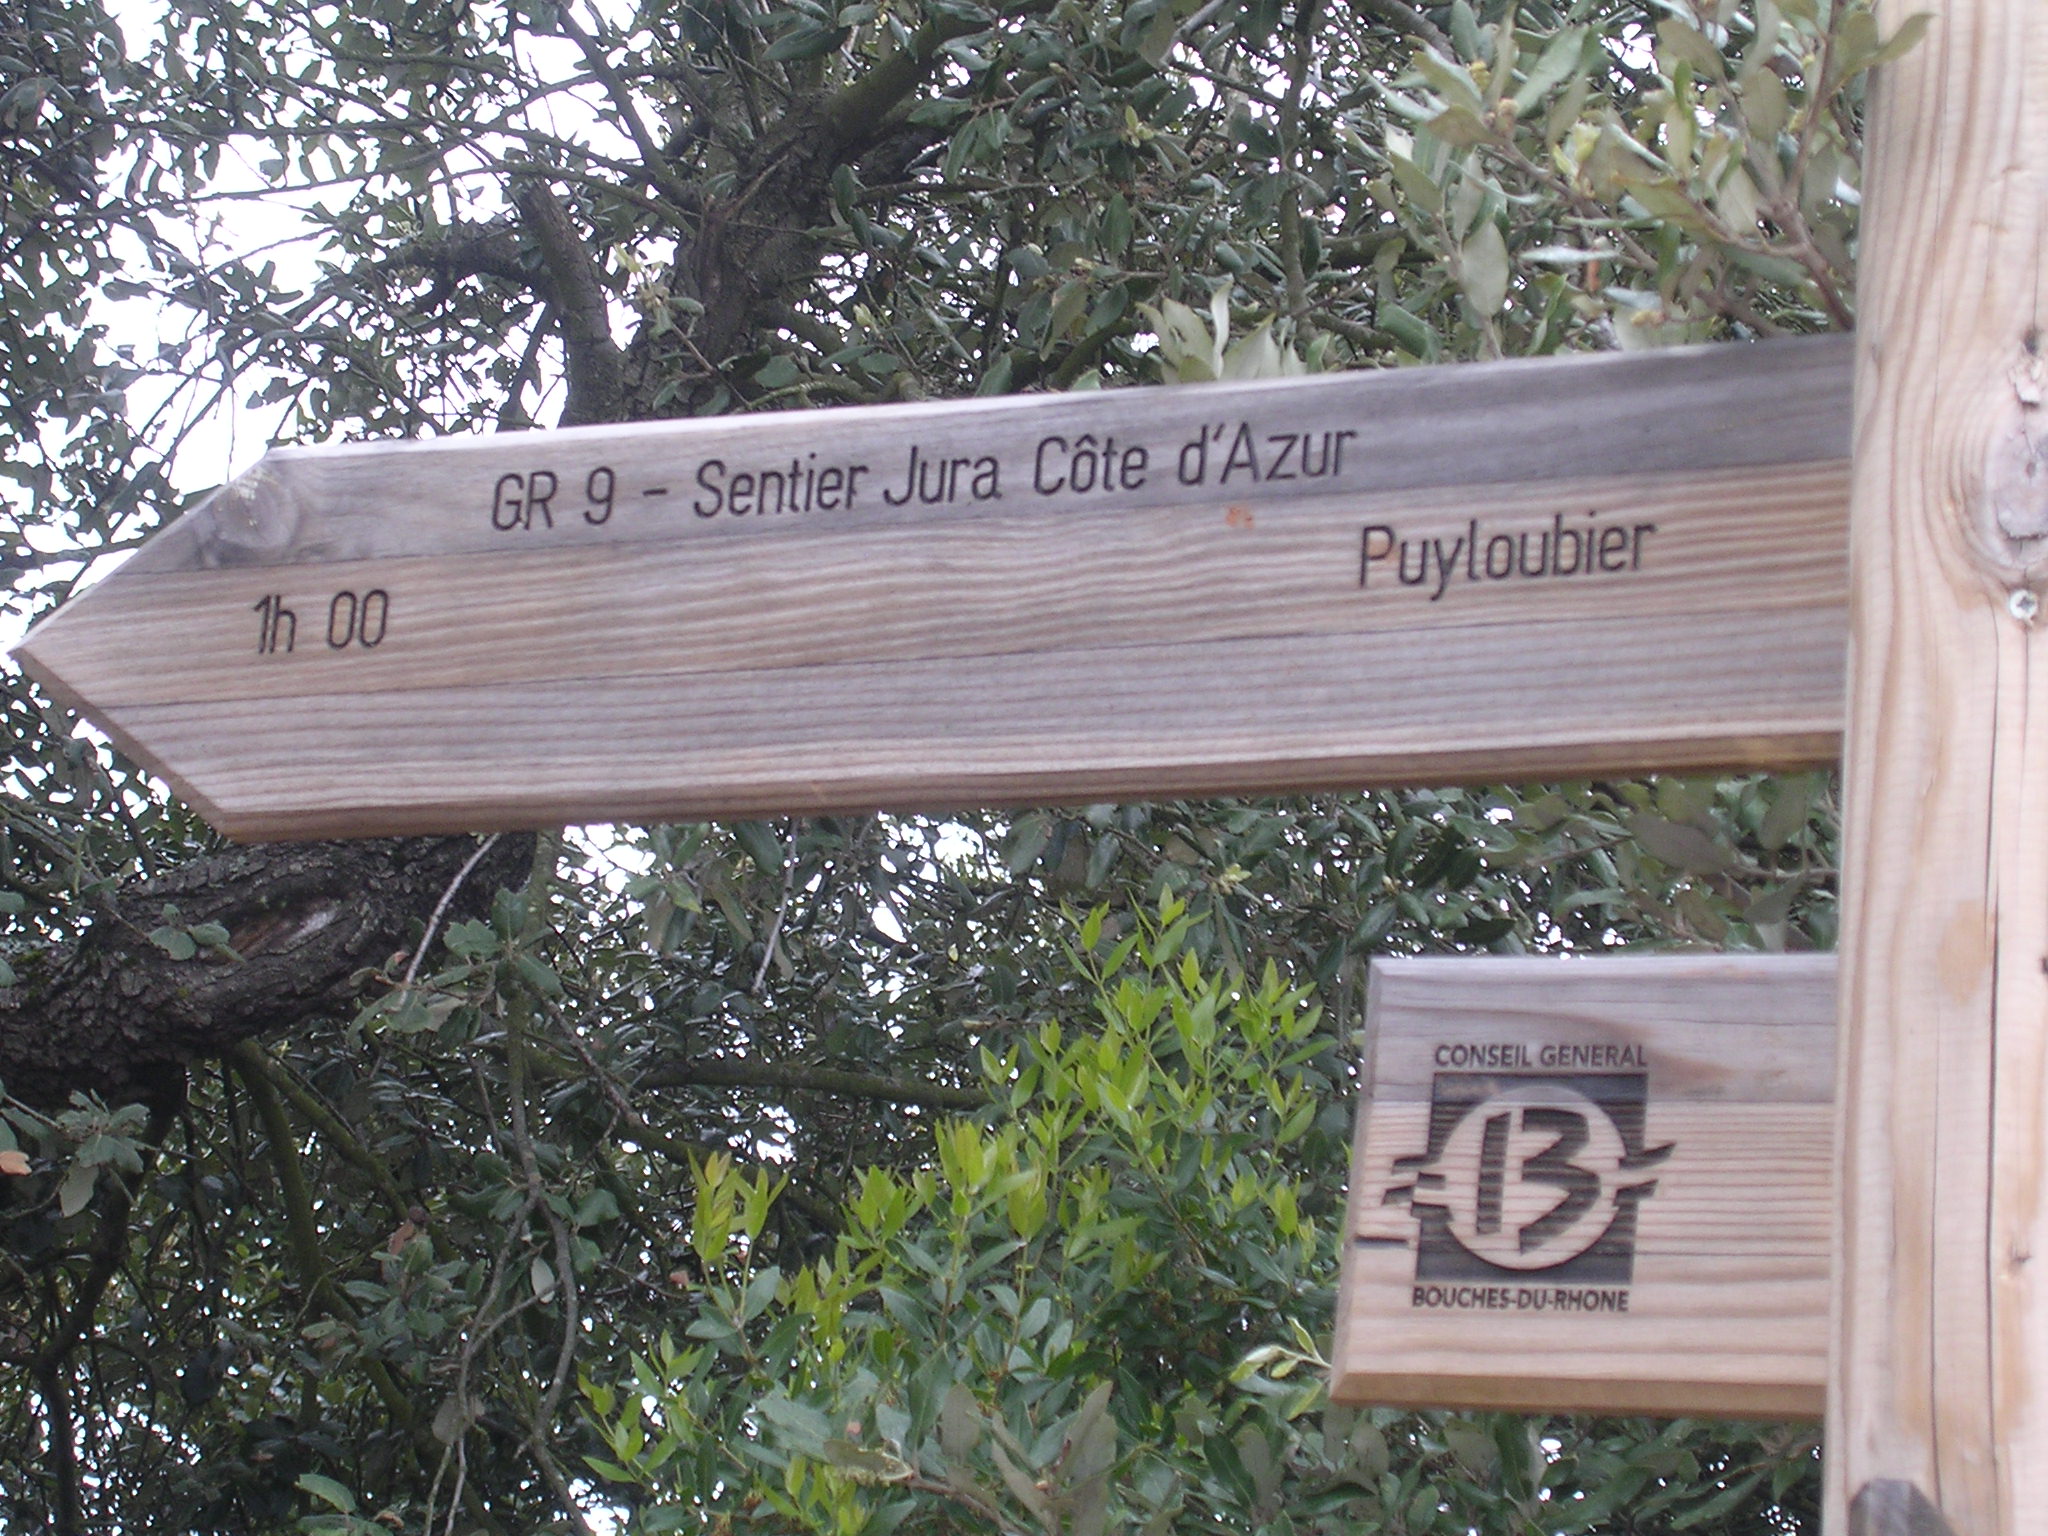 GR 9 - Sentier Jura Côte d'Azur
Puyloubier
1h 00
CONSEIL GENERAL
13
BOUCHES-DU-RHONE